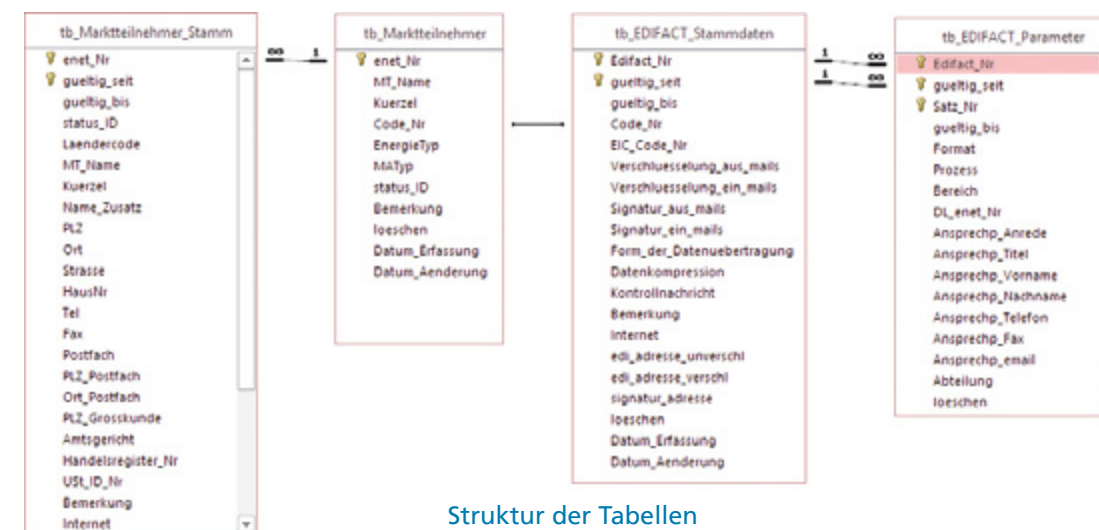 tb_Marktteilnehmer_Stamm
enet_Nr
gueltig_seit
gueltig_bis
status_ID
Laendercode
MT_Name
Kuerzel
Name_Zusatz
PLZ
Ort
Strasse
HausNr
Tel
Fax
Postfach
PLZ_Postfach
Ort_Postfach
PLZ_Grosskunde
Amtsgericht
Handelsregister_Nr
USt_ID_Nr
Bemerkung
Internet
∞ 1
tb_Marktteilnehmer
enet_Nr
MT_Name
Kuerzel
Code_Nr
EnergieTyp
MATyp
status_ID
Bemerkung
loeschen
Datum_Erfassung
Datum_Aenderung
tb_EDIFACT_Stammdaten
Edifact_Nr
gueltig_seit
gueltig_bis
Code_Nr
EIC_Code_Nr
Verschluesselung_aus_mails
Verschluesselung_ein_mails
Signatur_aus_mails
Signatur_ein_mails
Form_der_Datenuebertragung
Datenkompression
Kontrollnachricht
Bemerkung
Internet
edi_adresse_unverschl
edi_adresse_verschl
signatur_adresse
loeschen
Datum_Erfassung
Datum_Aenderung
1 ∞
1 ∞
tb_EDIFACT_Parameter
Edifact_Nr
gueltig_seit
Satz_Nr
gueltig_bis
Format
Prozess
Bereich
DL_enet_Nr
Ansprechp_Anrede
Ansprechp_Titel
Ansprechp_Vorname
Ansprechp_Nachname
Ansprechp_Telefon
Ansprechp_Fax
Ansprechp_email
Abteilung
loeschen
Struktur der Tabellen